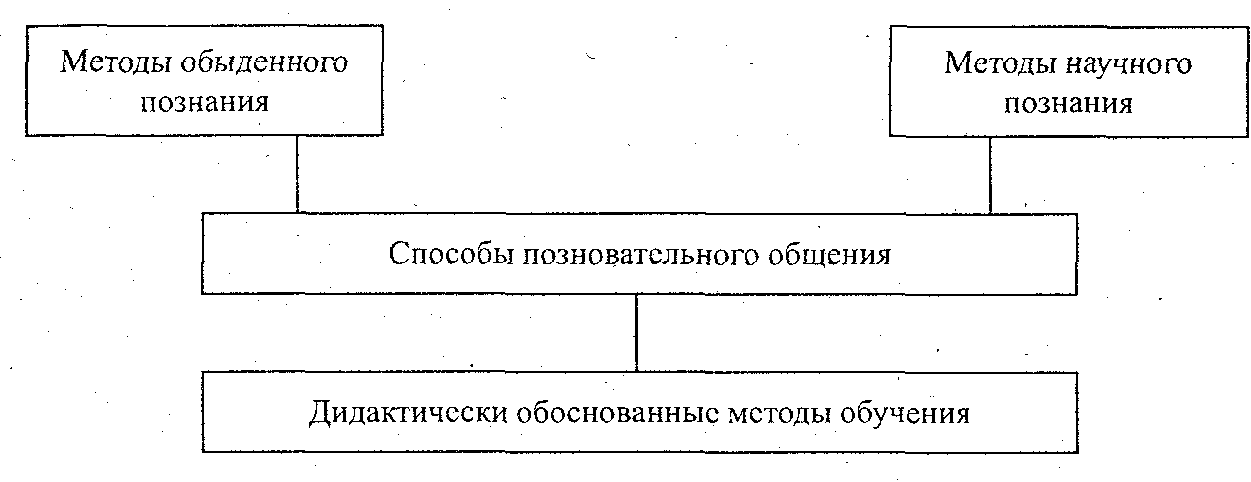 Методы обыденного
познания
Методы научного
познания
Способы позновательного общения
Дидактически обоснованные методы обучения